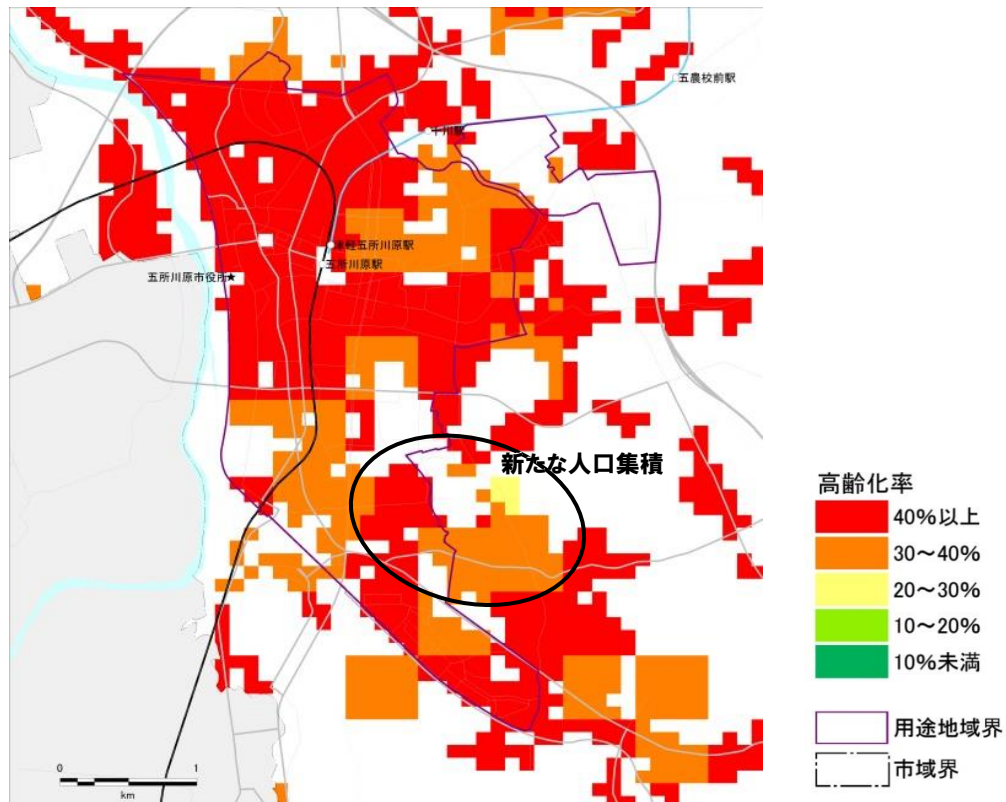 五農校前駅
十川駅
津軽五所川原駅
五所川原駅
五所川原市役所★
新たな人口集積
高齢化率
40%以上
30～40%
20～30%
10～20%
10%未満
用途地域界
市域界
0 1
km